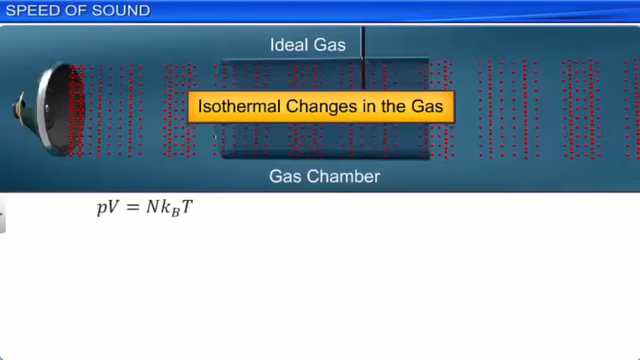 SPEED OF SOUND
Ideal Gas
Isothermal Changes in the Gas
Gas Chamber
pV = Nk_BT